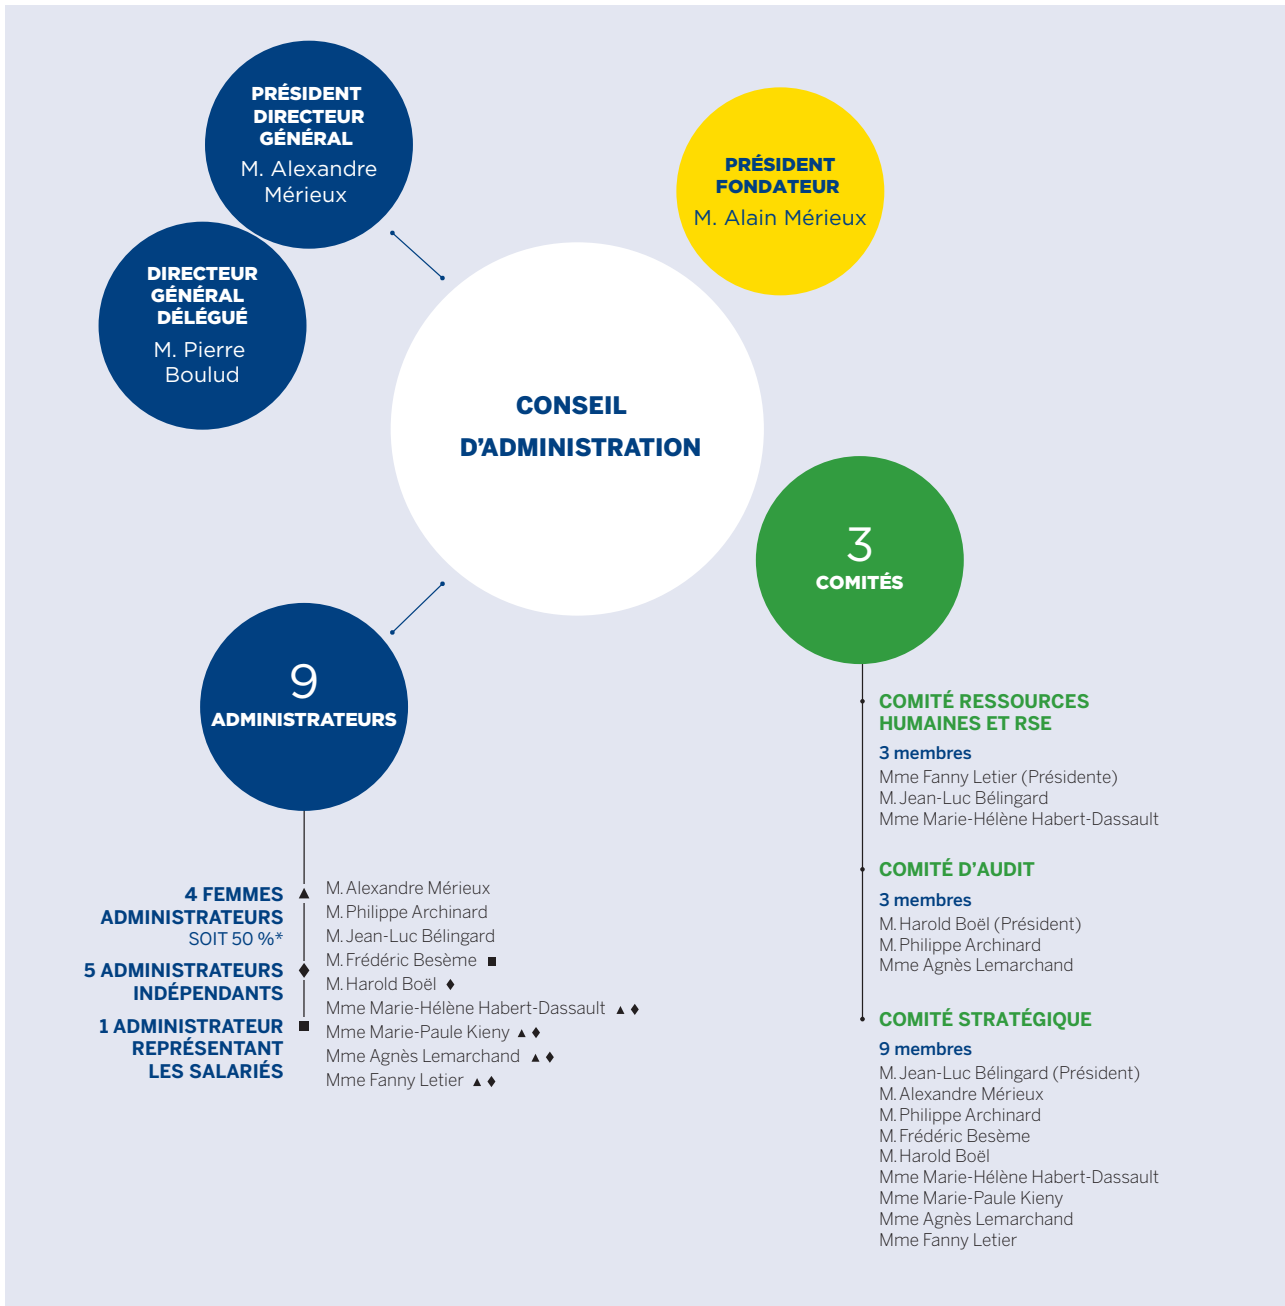 PRÉSIDENT
DIRECTEUR
GÉNÉRAL
M. Alexandre
Mérieux
PRÉSIDENT
FONDATEUR
M. Alain Mérieux
DIRECTEUR
GÉNÉRAL
DÉLÉGUÉ
M. Pierre
Boulud
CONSEIL
D’ADMINISTRATION
3
COMITÉS
9
ADMINISTRATEURS
4 FEMMES
ADMINISTRATEURS
SOIT 50 %*
5 ADMINISTRATEURS
INDÉPENDANTS
1 ADMINISTRATEUR
REPRÉSENTANT
LES SALARIÉS
▲
◆
■
M. Alexandre Mérieux
M. Philippe Archinard
M. Jean-Luc Bélingard
M. Frédéric Besème ■
M. Harold Boël ◆
Mme Marie-Hélène Habert-Dassault ▲ ◆
Mme Marie-Paule Kieny ▲ ◆
Mme Agnès Lemarchand ▲ ◆
Mme Fanny Letier ▲ ◆
COMITÉ RESSOURCES
HUMAINES ET RSE
3 membres
Mme Fanny Letier (Présidente)
M. Jean-Luc Bélingard
Mme Marie-Hélène Habert-Dassault
COMITÉ D’AUDIT
3 membres
M. Harold Boël (Président)
M. Philippe Archinard
Mme Agnès Lemarchand
COMITÉ STRATÉGIQUE
9 membres
M. Jean-Luc Bélingard (Président)
M. Alexandre Mérieux
M. Philippe Archinard
M. Frédéric Besème
M. Harold Boël
Mme Marie-Hélène Habert-Dassault
Mme Marie-Paule Kieny
Mme Agnès Lemarchand
Mme Fanny Letier